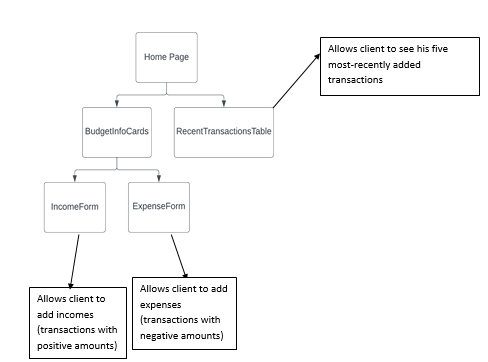 Home Page
Allows client to see his five
most-recently added
transactions
BudgetInfoCards
RecentTransactionsTable
IncomeForm
ExpenseForm
Allows client to
add incomes
(transactions with
positive amounts)
Allows client to add
expenses
(transactions with
negative amounts)